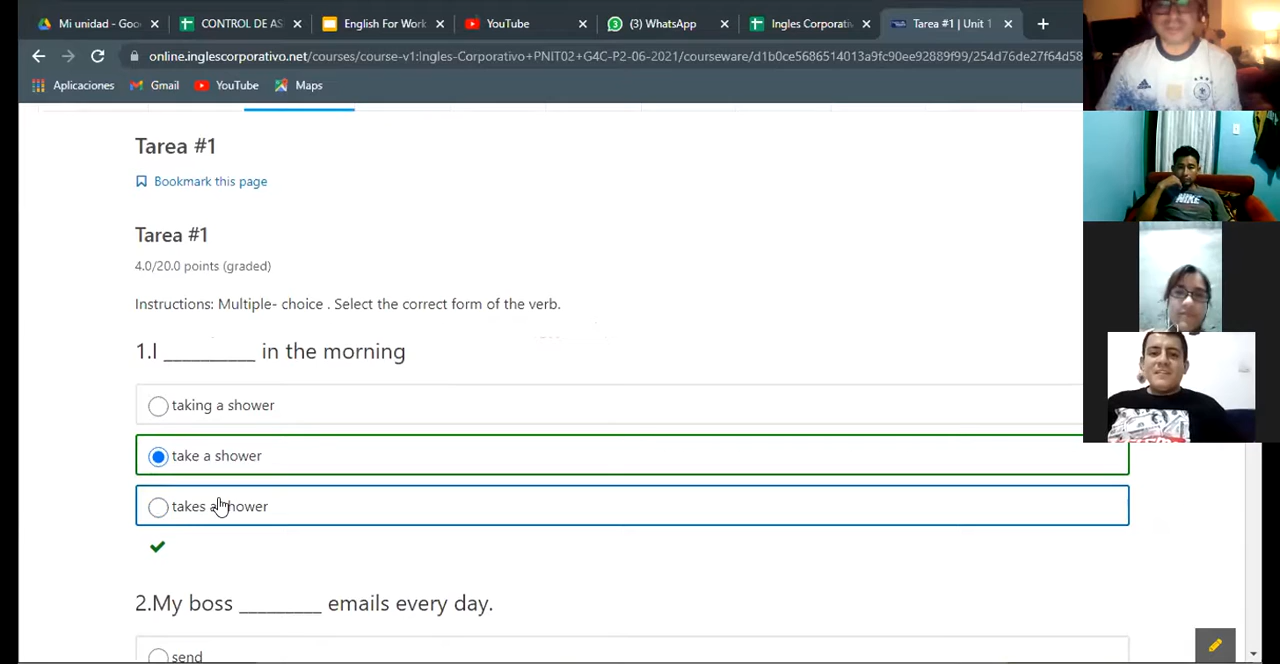 Mi unidad - Goo
CONTROL DE AS
English For Work
YouTube
(3) WhatsApp
Ingles Corporativ
Tarea #1 | Unit 1
online.inglescorporativo.net/courses/course-v1:Ingles-Corporativo+PNIT02+G4C-P2-06-2021/courseware/d1b0ce5686514013a9fc90ee92889f99/254d76de27f64d58
Aplicaciones
Gmail
YouTube
Maps
Tarea #1
Bookmark this page
Tarea #1
4.0/20.0 points (graded)
Instructions: Multiple- choice . Select the correct form of the verb.
1.I __________ in the morning
taking a shower
take a shower
takes a shower
2.My boss _________ emails every day.
send
NIKE